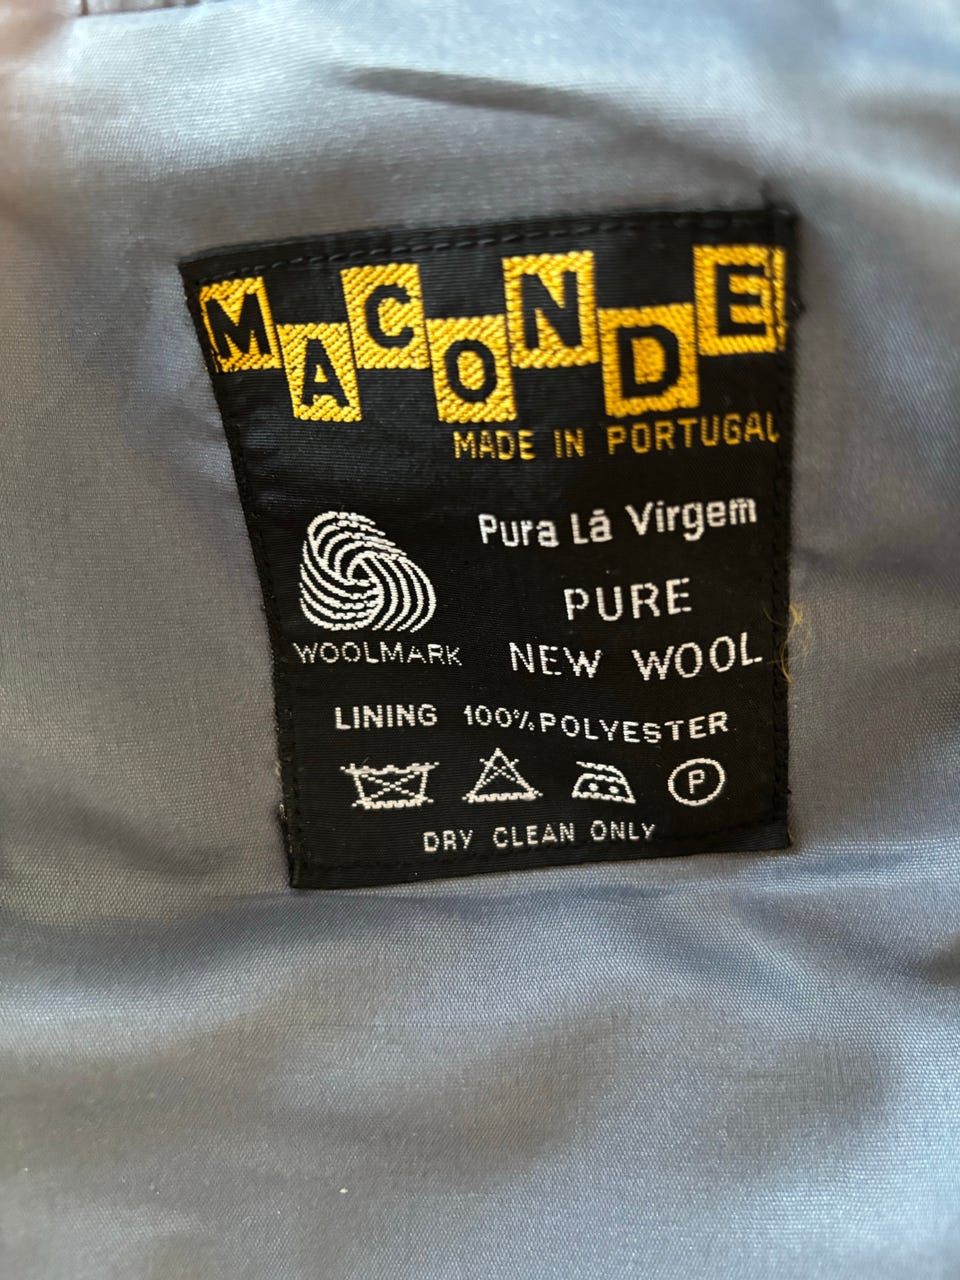 MACONDE
MADE IN PORTUGAL
Pura Lã Virgem
PURE
NEW WOOL
WOOLMARK
LINING 100% POLYESTER
P
DRY CLEAN ONLY